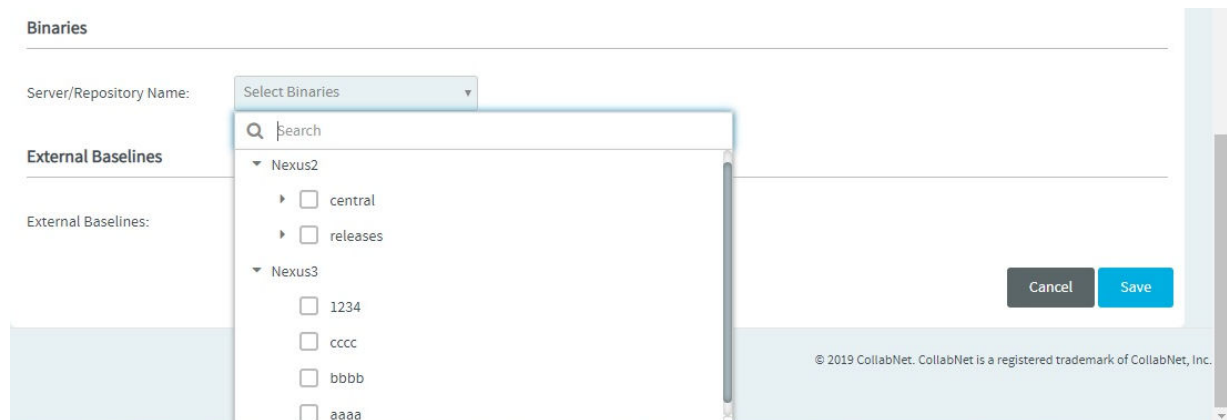 Binaries
Server/Repository Name:
Select Binaries
Search
External Baselines
Nexus2
central
External Baselines:
releases
Nexus3
1234
Cancel
Save
cccc
© 2019 CollabNet. CollabNet is a registered trademark of CollabNet, Inc.
bbbb
aaaa